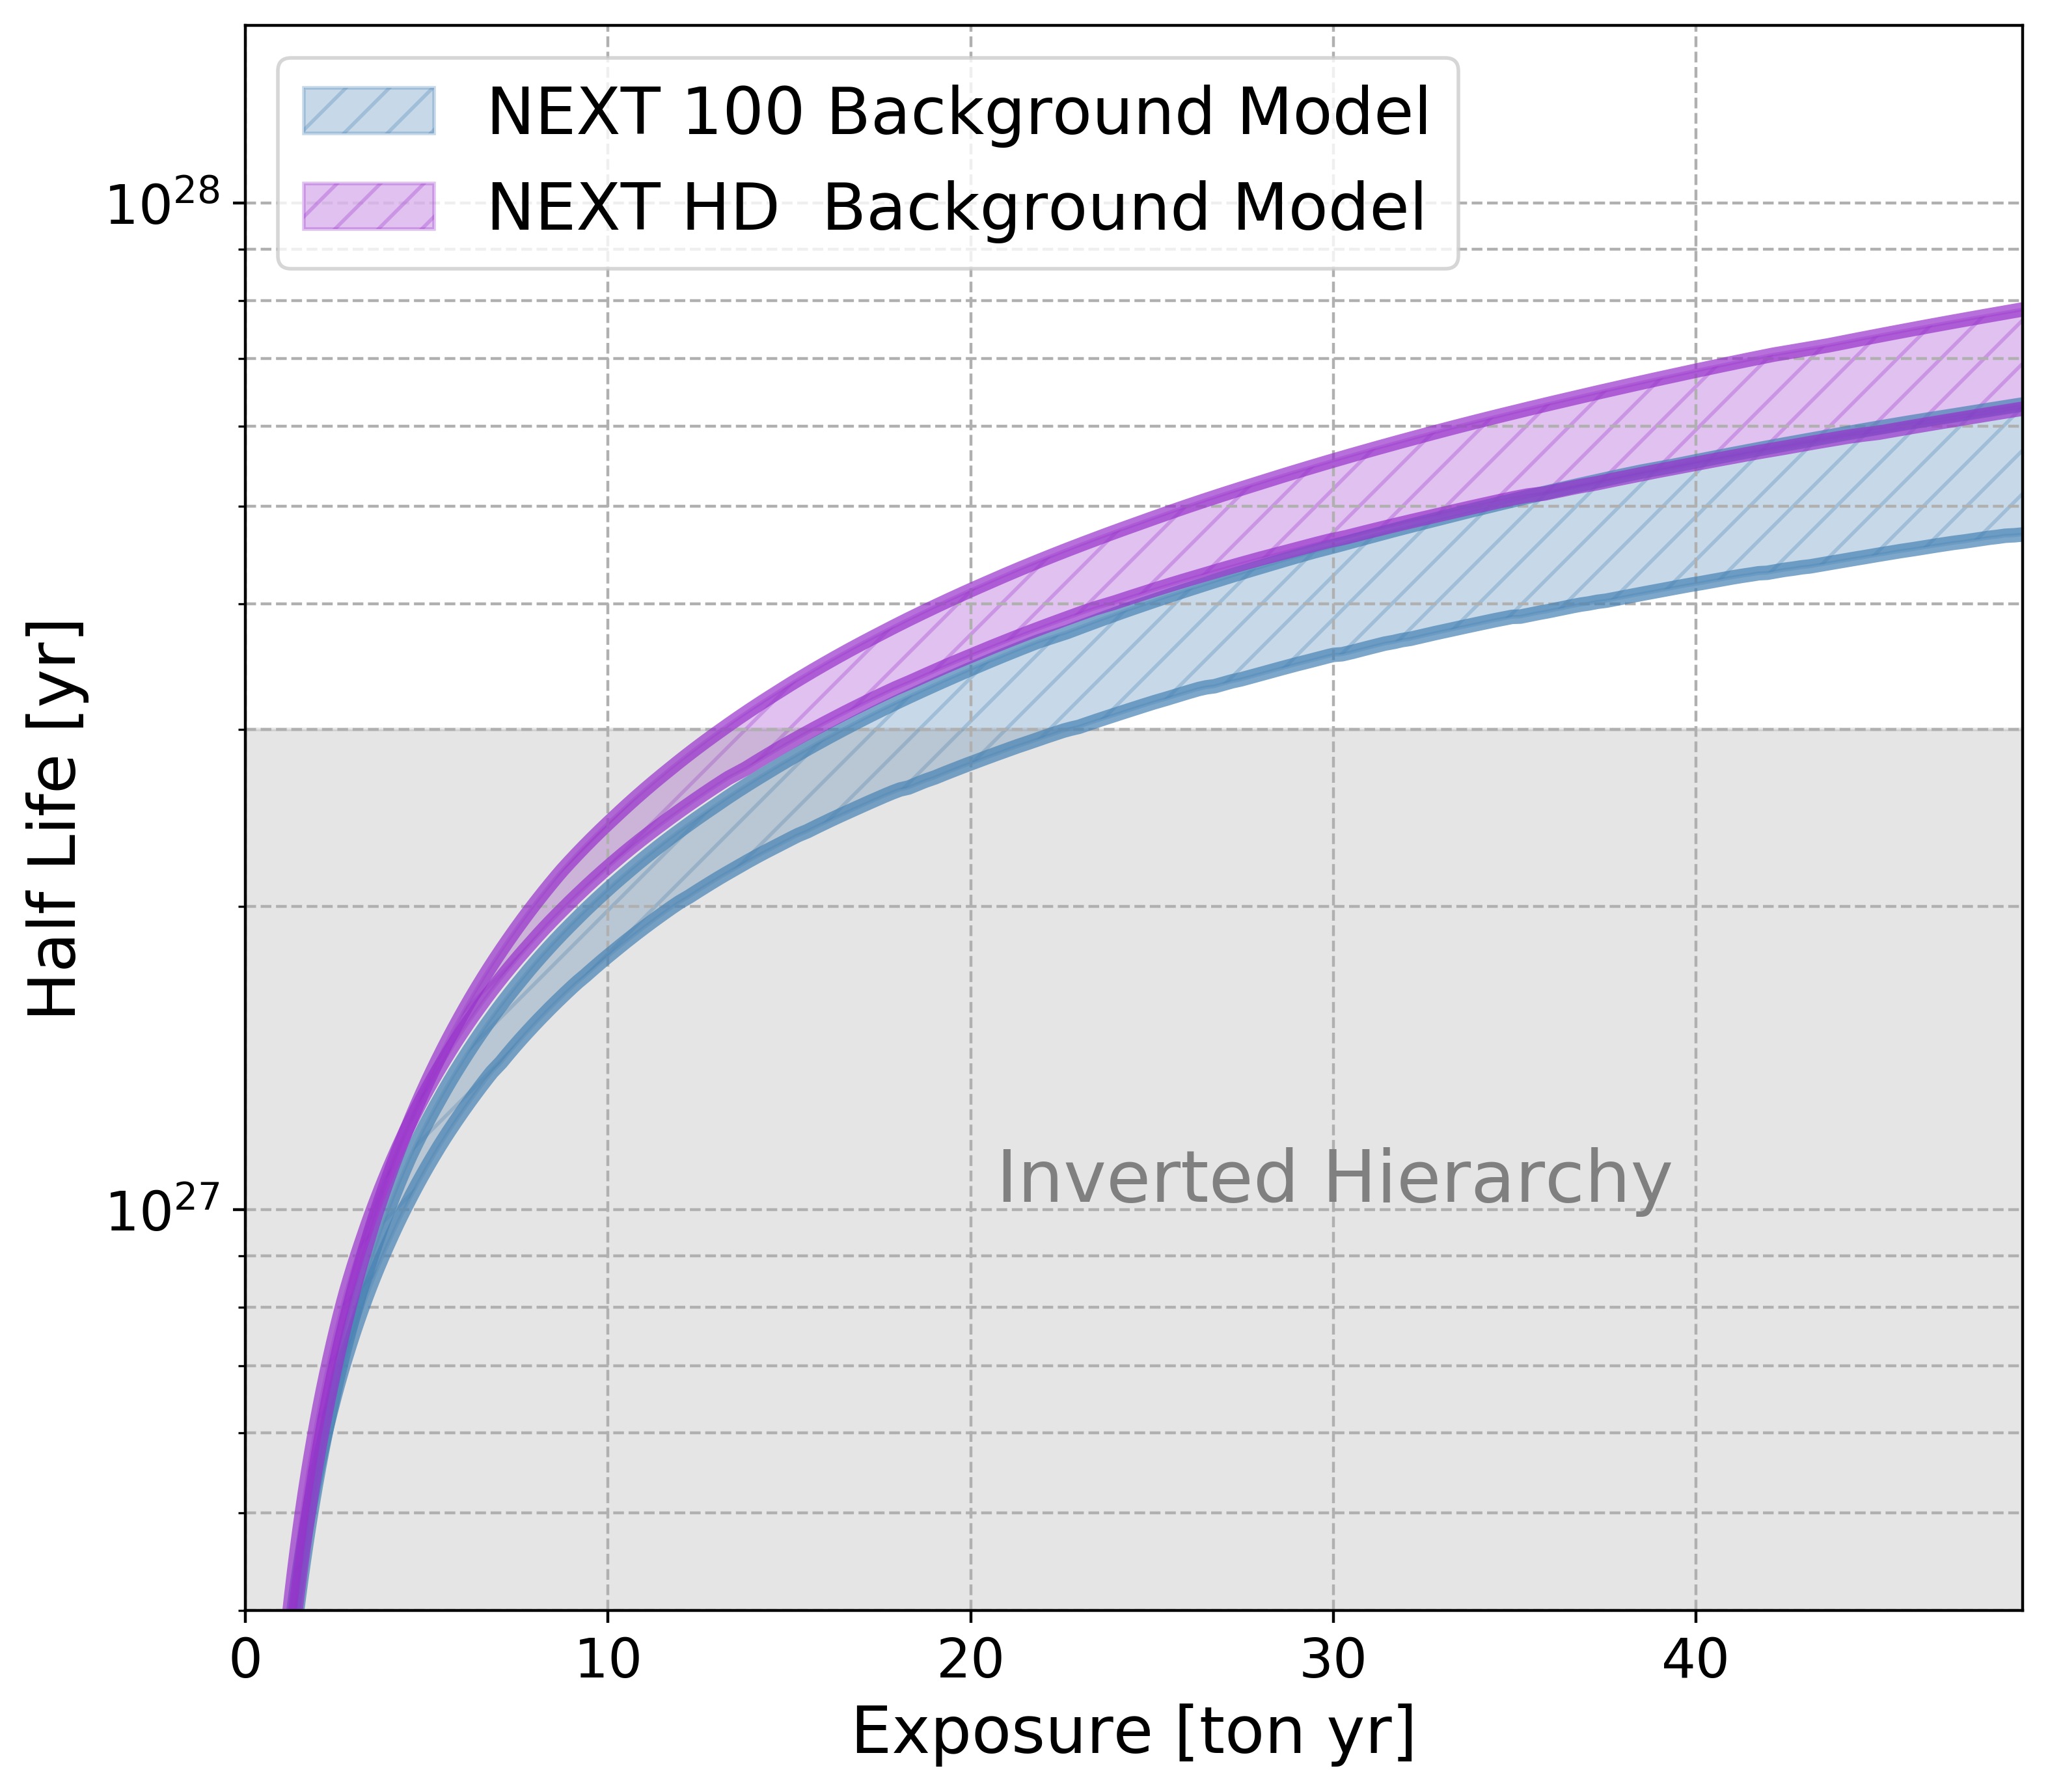 NEXT 100 Background Model
NEXT HD  Background Model
10^28
10^27
Half Life [yr]
Inverted Hierarchy
0 10 20 30 40
Exposure [ton yr]